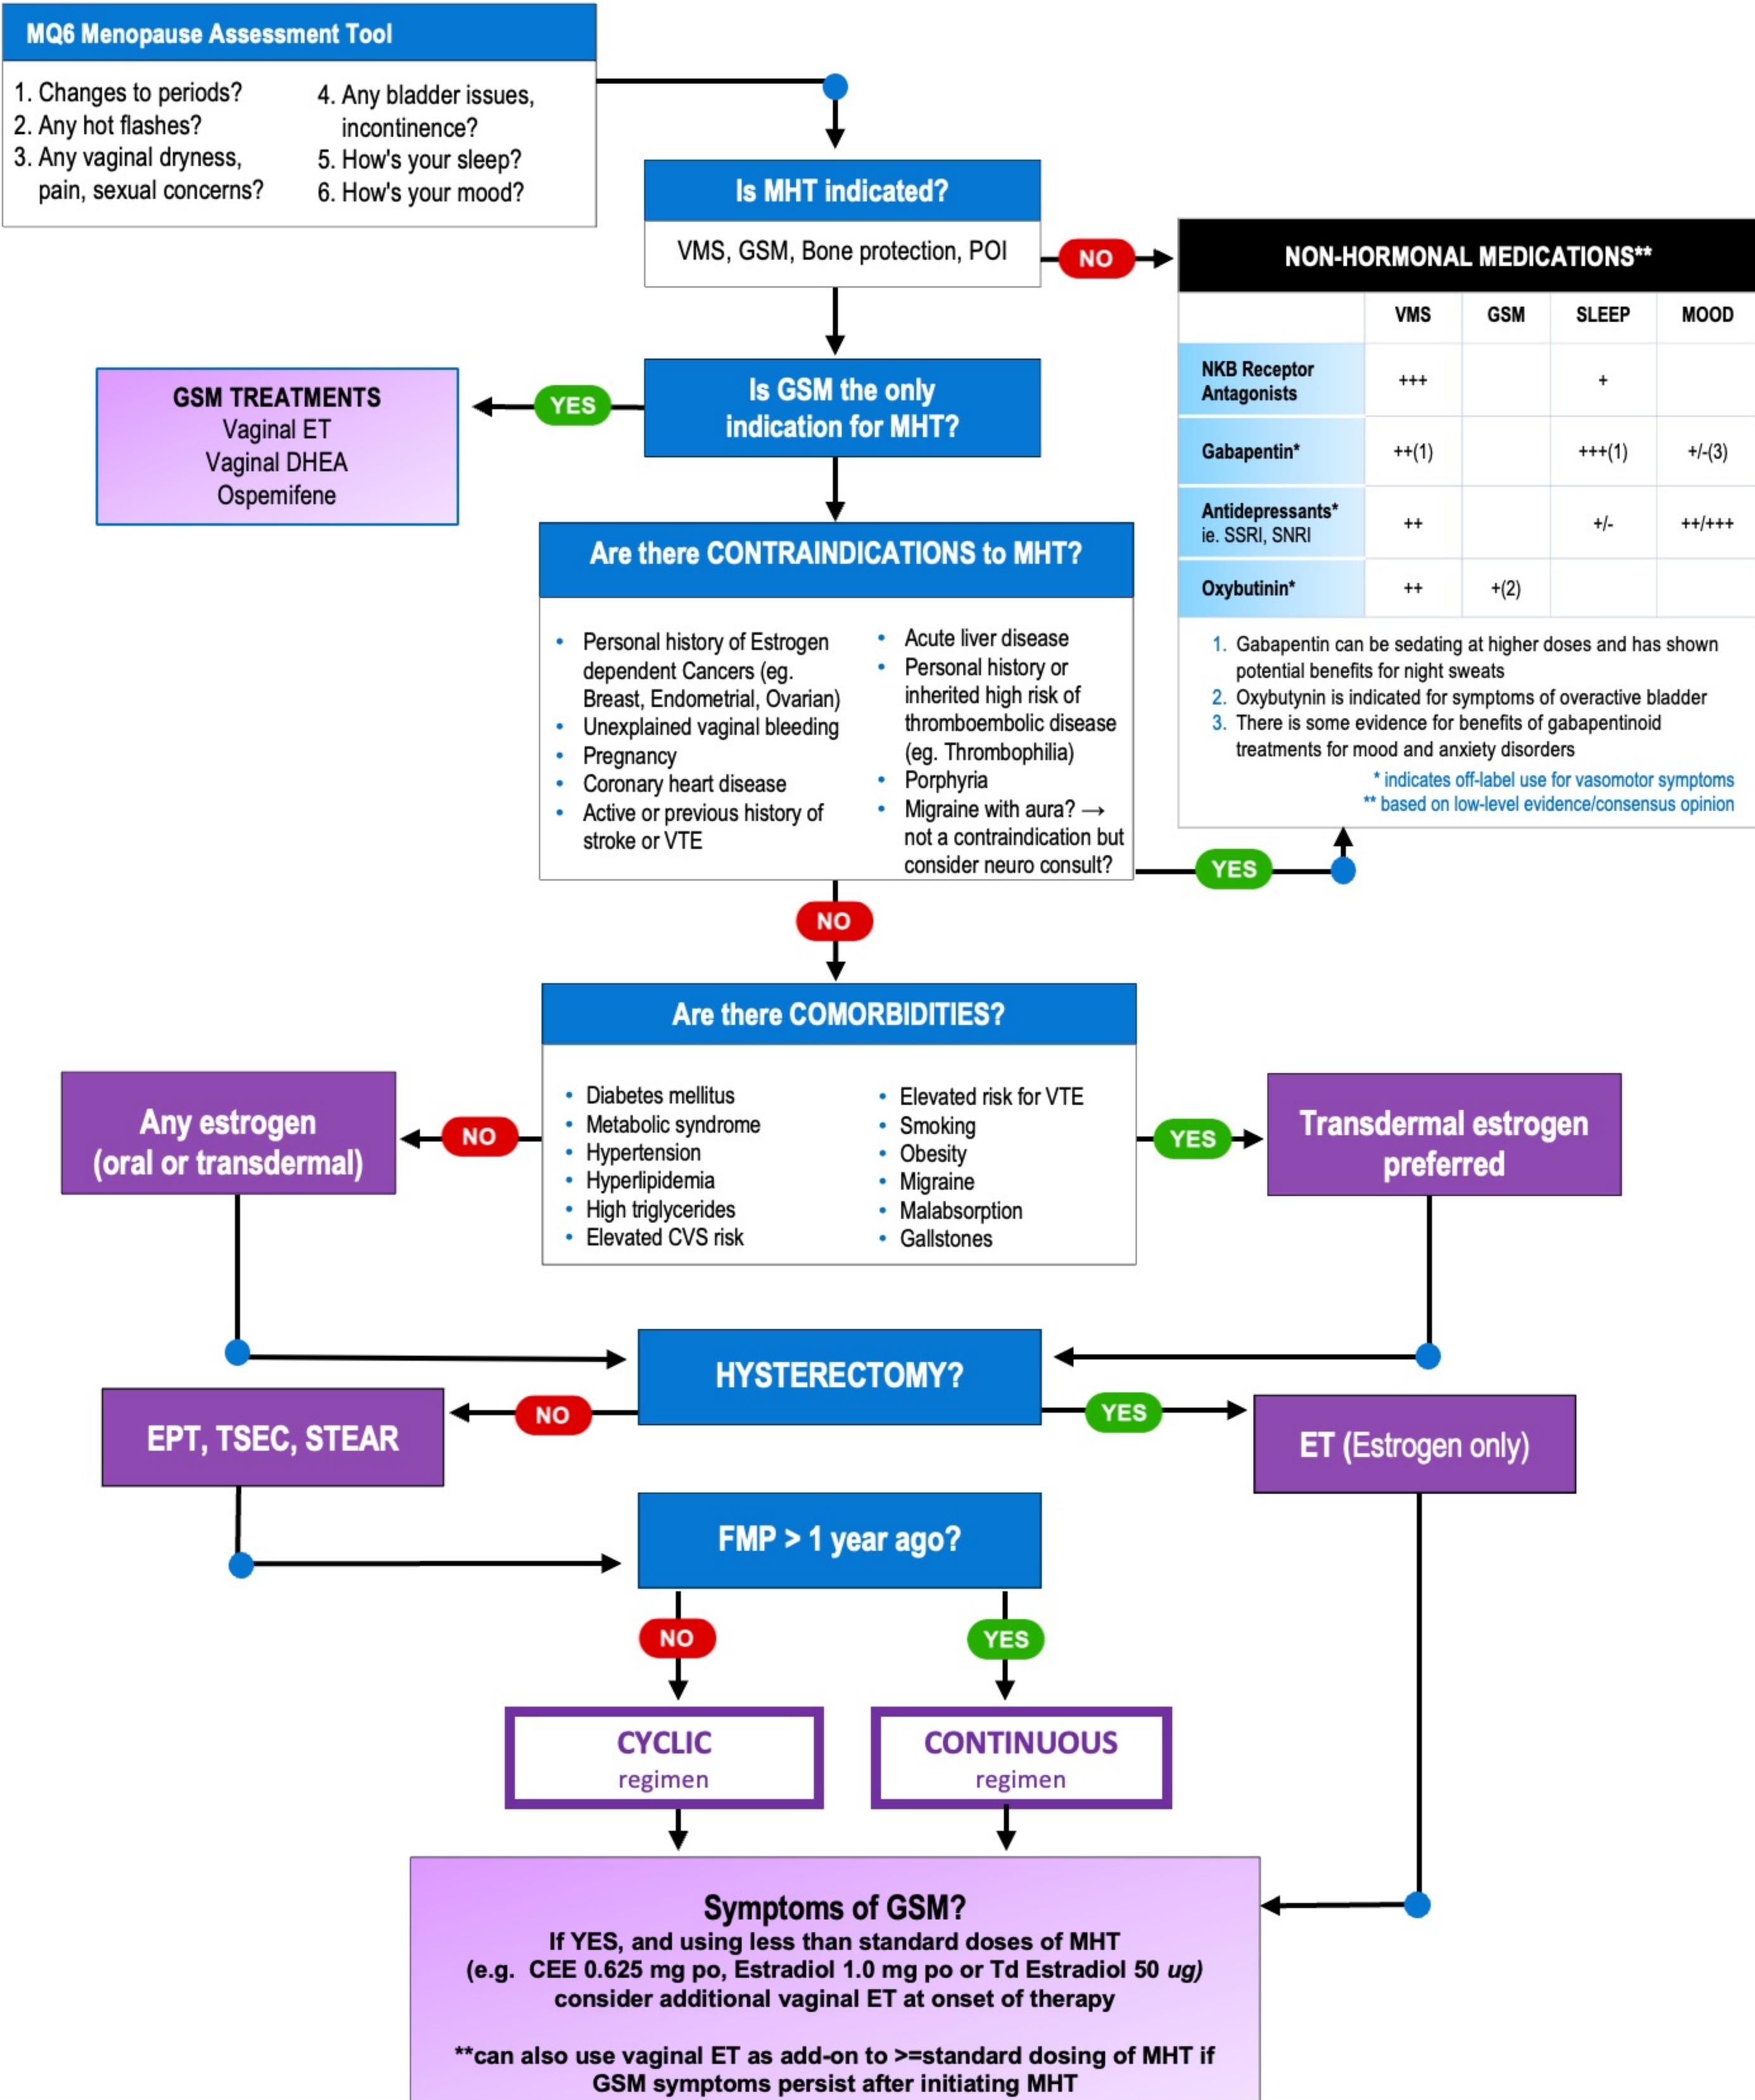 MQ6 Menopause Assessment Tool
1. Changes to periods?
2. Any hot flashes?
3. Any vaginal dryness,
pain, sexual concerns?
4. Any bladder issues,
incontinence?
5. How's your sleep?
6. How's your mood?
Is MHT indicated?
VMS, GSM, Bone protection, POI
NO
NON-HORMONAL MEDICATIONS**
VMS GSM SLEEP MOOD
NKB Receptor
Antagonists
+++ +
Gabapentin* ++(1) +++(1) +/-(3)
Antidepressants*
ie. SSRI, SNRI
++ +/- ++/+++
Oxybutinin* ++ +(2)
1. Gabapentin can be sedating at higher doses and has shown
potential benefits for night sweats
2. Oxybutynin is indicated for symptoms of overactive bladder
3. There is some evidence for benefits of gabapentinoid
treatments for mood and anxiety disorders
* indicates off-label use for vasomotor symptoms
** based on low-level evidence/consensus opinion
Is GSM the only
indication for MHT?
YES
GSM TREATMENTS
Vaginal ET
Vaginal DHEA
Ospemifene
Are there CONTRAINDICATIONS to MHT?
• Personal history of Estrogen
dependent Cancers (eg.
Breast, Endometrial, Ovarian)
• Unexplained vaginal bleeding
• Pregnancy
• Coronary heart disease
• Active or previous history of
stroke or VTE
• Acute liver disease
• Personal history or
inherited high risk of
thromboembolic disease
(eg. Thrombophilia)
• Porphyria
• Migraine with aura? →
not a contraindication but
consider neuro consult?
YES
NO
Are there COMORBIDITIES?
• Diabetes mellitus
• Metabolic syndrome
• Hypertension
• Hyperlipidemia
• High triglycerides
• Elevated CVS risk
• Elevated risk for VTE
• Smoking
• Obesity
• Migraine
• Malabsorption
• Gallstones
NO
Any estrogen
(oral or transdermal)
YES
Transdermal estrogen
preferred
HYSTERECTOMY?
NO
EPT, TSEC, STEAR
YES
ET (Estrogen only)
FMP > 1 year ago?
NO
YES
CYCLIC
regimen
CONTINUOUS
regimen
Symptoms of GSM?
If YES, and using less than standard doses of MHT
(e.g. CEE 0.625 mg po, Estradiol 1.0 mg po or Td Estradiol 50 ug)
consider additional vaginal ET at onset of therapy
**can also use vaginal ET as add-on to >=standard dosing of MHT if
GSM symptoms persist after initiating MHT